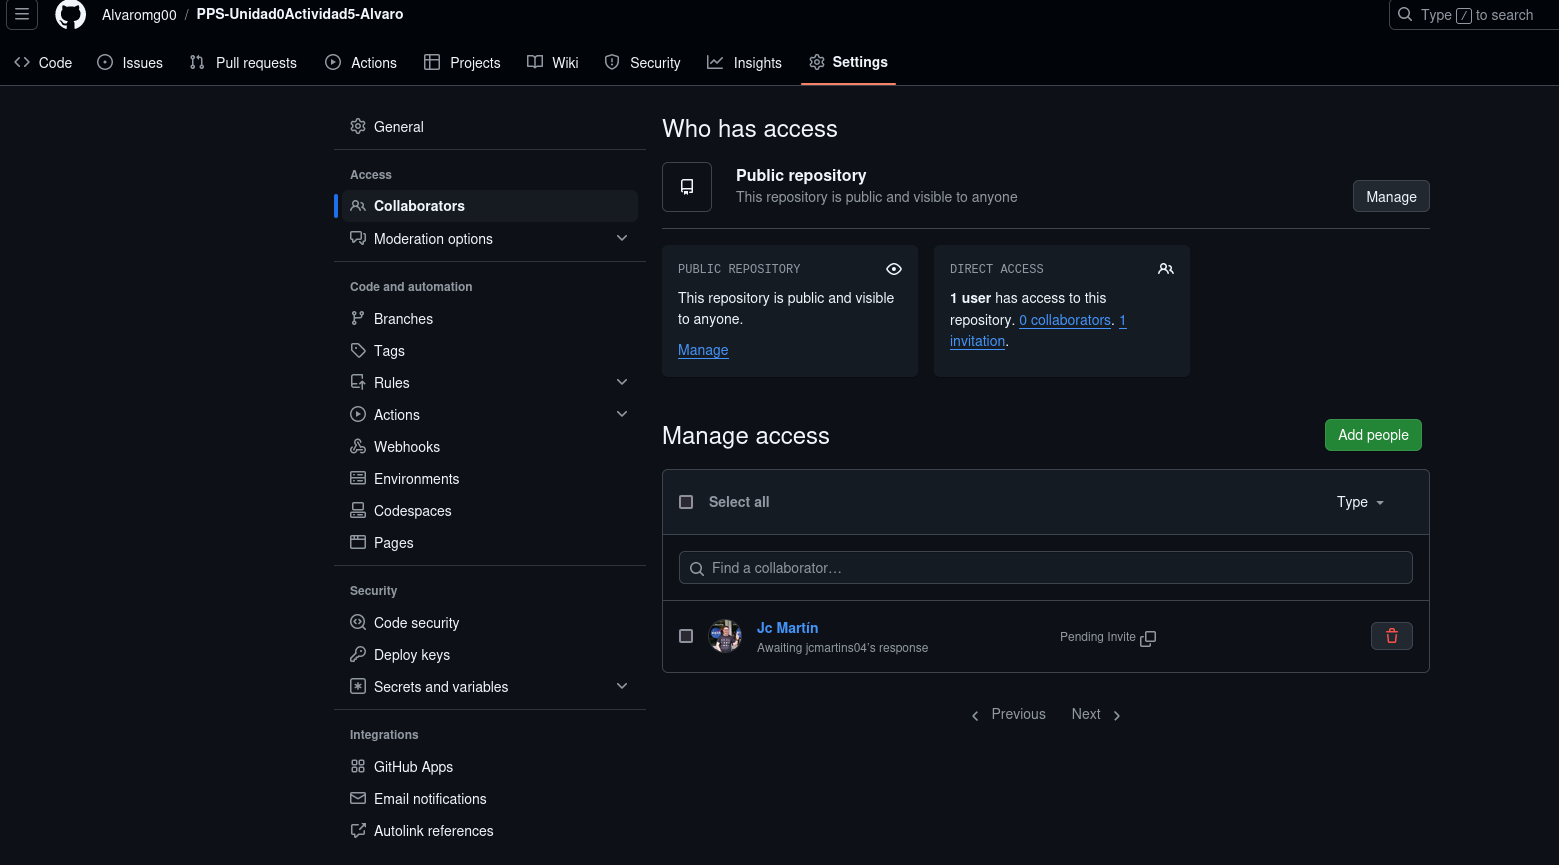 Alvaromg00 / PPS-Unidad0Actividad5-Alvaro
Type / to search
Code Issues Pull requests Actions Projects Wiki Security Insights Settings
General
Access
Collaborators
Moderation options
Code and automation
Branches
Tags
Rules
Actions
Webhooks
Environments
Codespaces
Pages
Security
Code security
Deploy keys
Secrets and variables
Integrations
GitHub Apps
Email notifications
Autolink references
Who has access
Public repository
This repository is public and visible to anyone
Manage
PUBLIC REPOSITORY
This repository is public and visible
to anyone.
Manage
DIRECT ACCESS
1 user has access to this
repository. 0 collaborators. 1
invitation.
Manage access
Add people
Select all
Type
Find a collaborator…
Jc Martín
Awaiting jcmartins04's response
Pending Invite
Previous Next